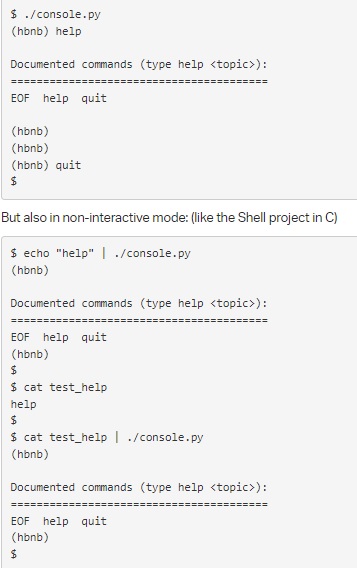 $ ./console.py
(hbnb) help
Documented commands (type help <topic>):
========================================
EOF  help  quit
(hbnb)
(hbnb)
(hbnb) quit
$
But also in non-interactive mode: (like the Shell project in C)
$ echo "help" | ./console.py
(hbnb)
Documented commands (type help <topic>):
========================================
EOF  help  quit
(hbnb)
$
$ cat test_help
help
$
$ cat test_help | ./console.py
(hbnb)
Documented commands (type help <topic>):
========================================
EOF  help  quit
(hbnb)
$